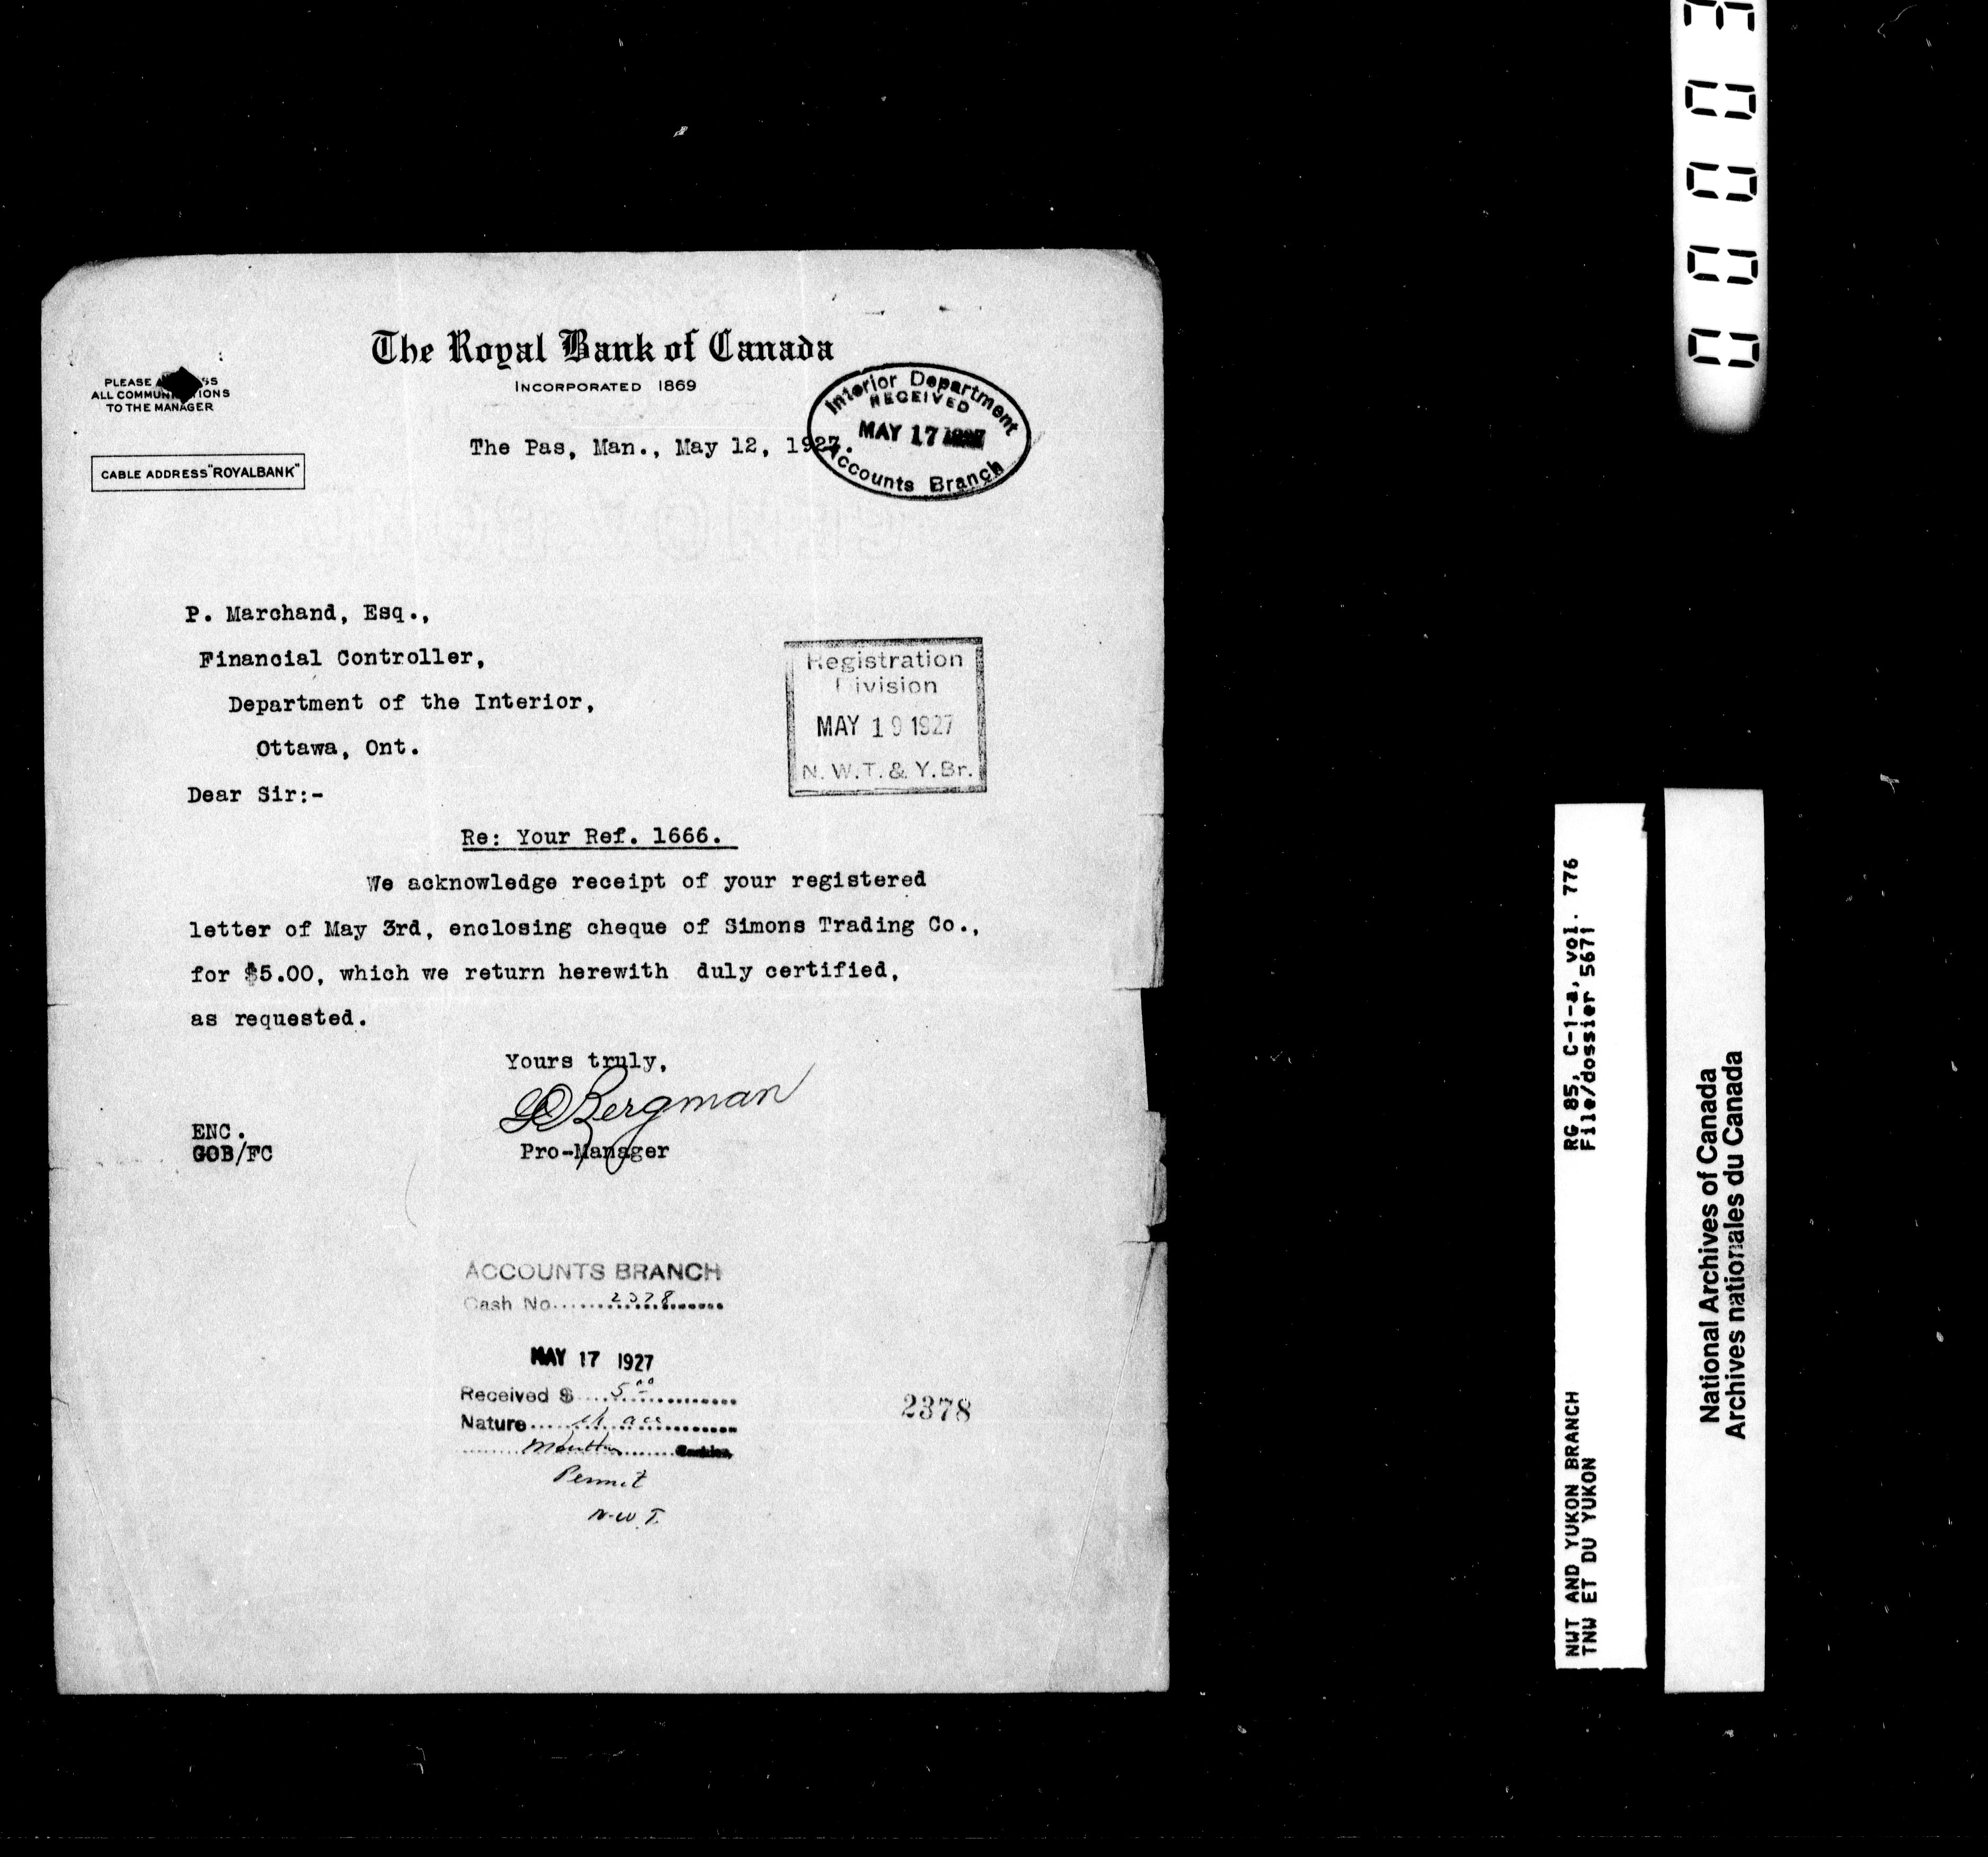 The Royal Bank of Canada
INCORPORATED 1869
PLEASE
ALL COMMUNICATIONS
TO THE MANAGER
CABLE ADDRESS "ROYALBANK"
The Pas, Man., May 12, 1927.
Interior Department
RECEIVED
MAY 17 1927
Accounts Branch
P. Marchand, Esq.,
Financial Controller,
Department of the Interior,
Ottawa, Ont.
Registration
Division
MAY 19 1927
N.W.T. & Y. Br.
Dear Sir:-
Re: Your Ref. 1666.
We acknowledge receipt of your registered
letter of May 3rd, enclosing cheque of Simons Trading Co.,
for $5.00, which we return herewith duly certified,
as requested.
Yours truly,
Bergman
Pro-Manager
ENC.
GOB/FC
ACCOUNTS BRANCH
Cash No. 2378
MAY 17 1927
Received $ 5 00
Nature
Permit
N.W.T.
2378
RG 85, C-1-a, vol. 776
File/dossier 5671
NWT AND YUKON BRANCH
TNW ET DU YUKON
National Archives of Canada
Archives nationales du Canada